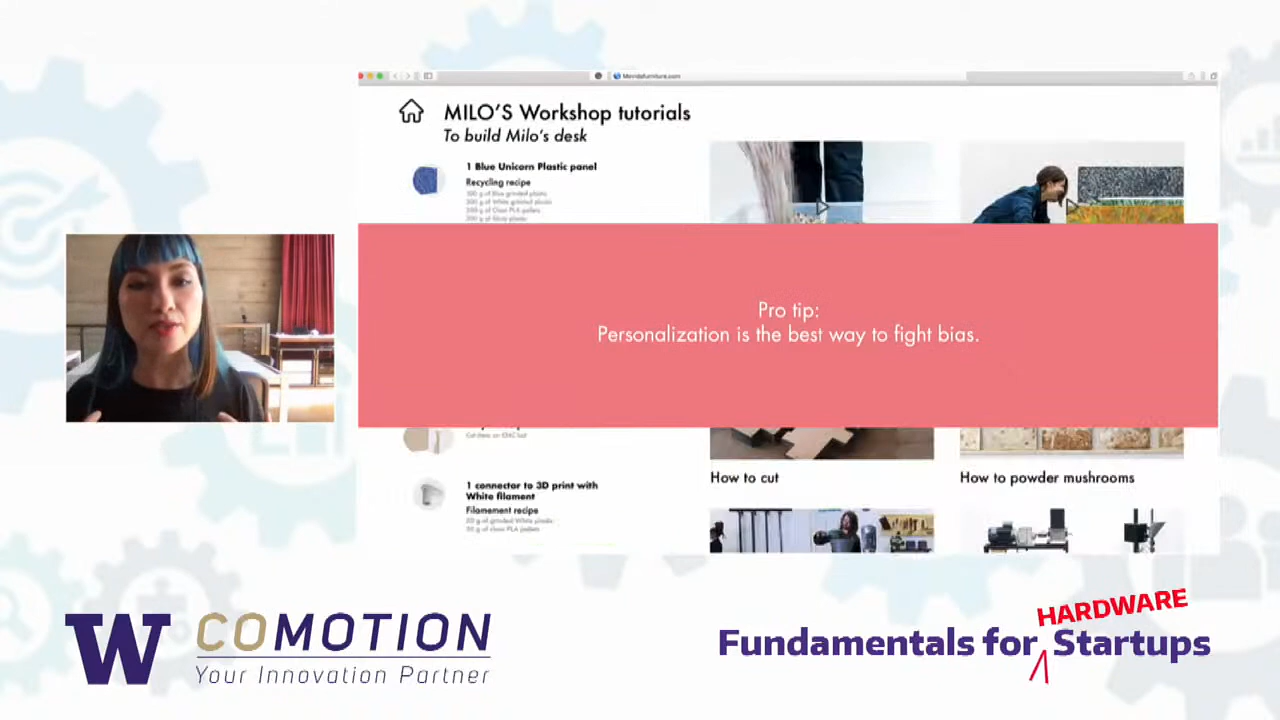 MILO'S Workshop tutorials
To build Milo's desk
1 Blue Unicorn Plastic panel
Recycling recipe
Pro tip:
Personalization is the best way to fight bias.
How to cut
How to powder mushrooms
1 connector to 3D print with
White filament
Filamement recipe
W COMOTION
Your Innovation Partner
HARDWARE
Fundamentals for Startups